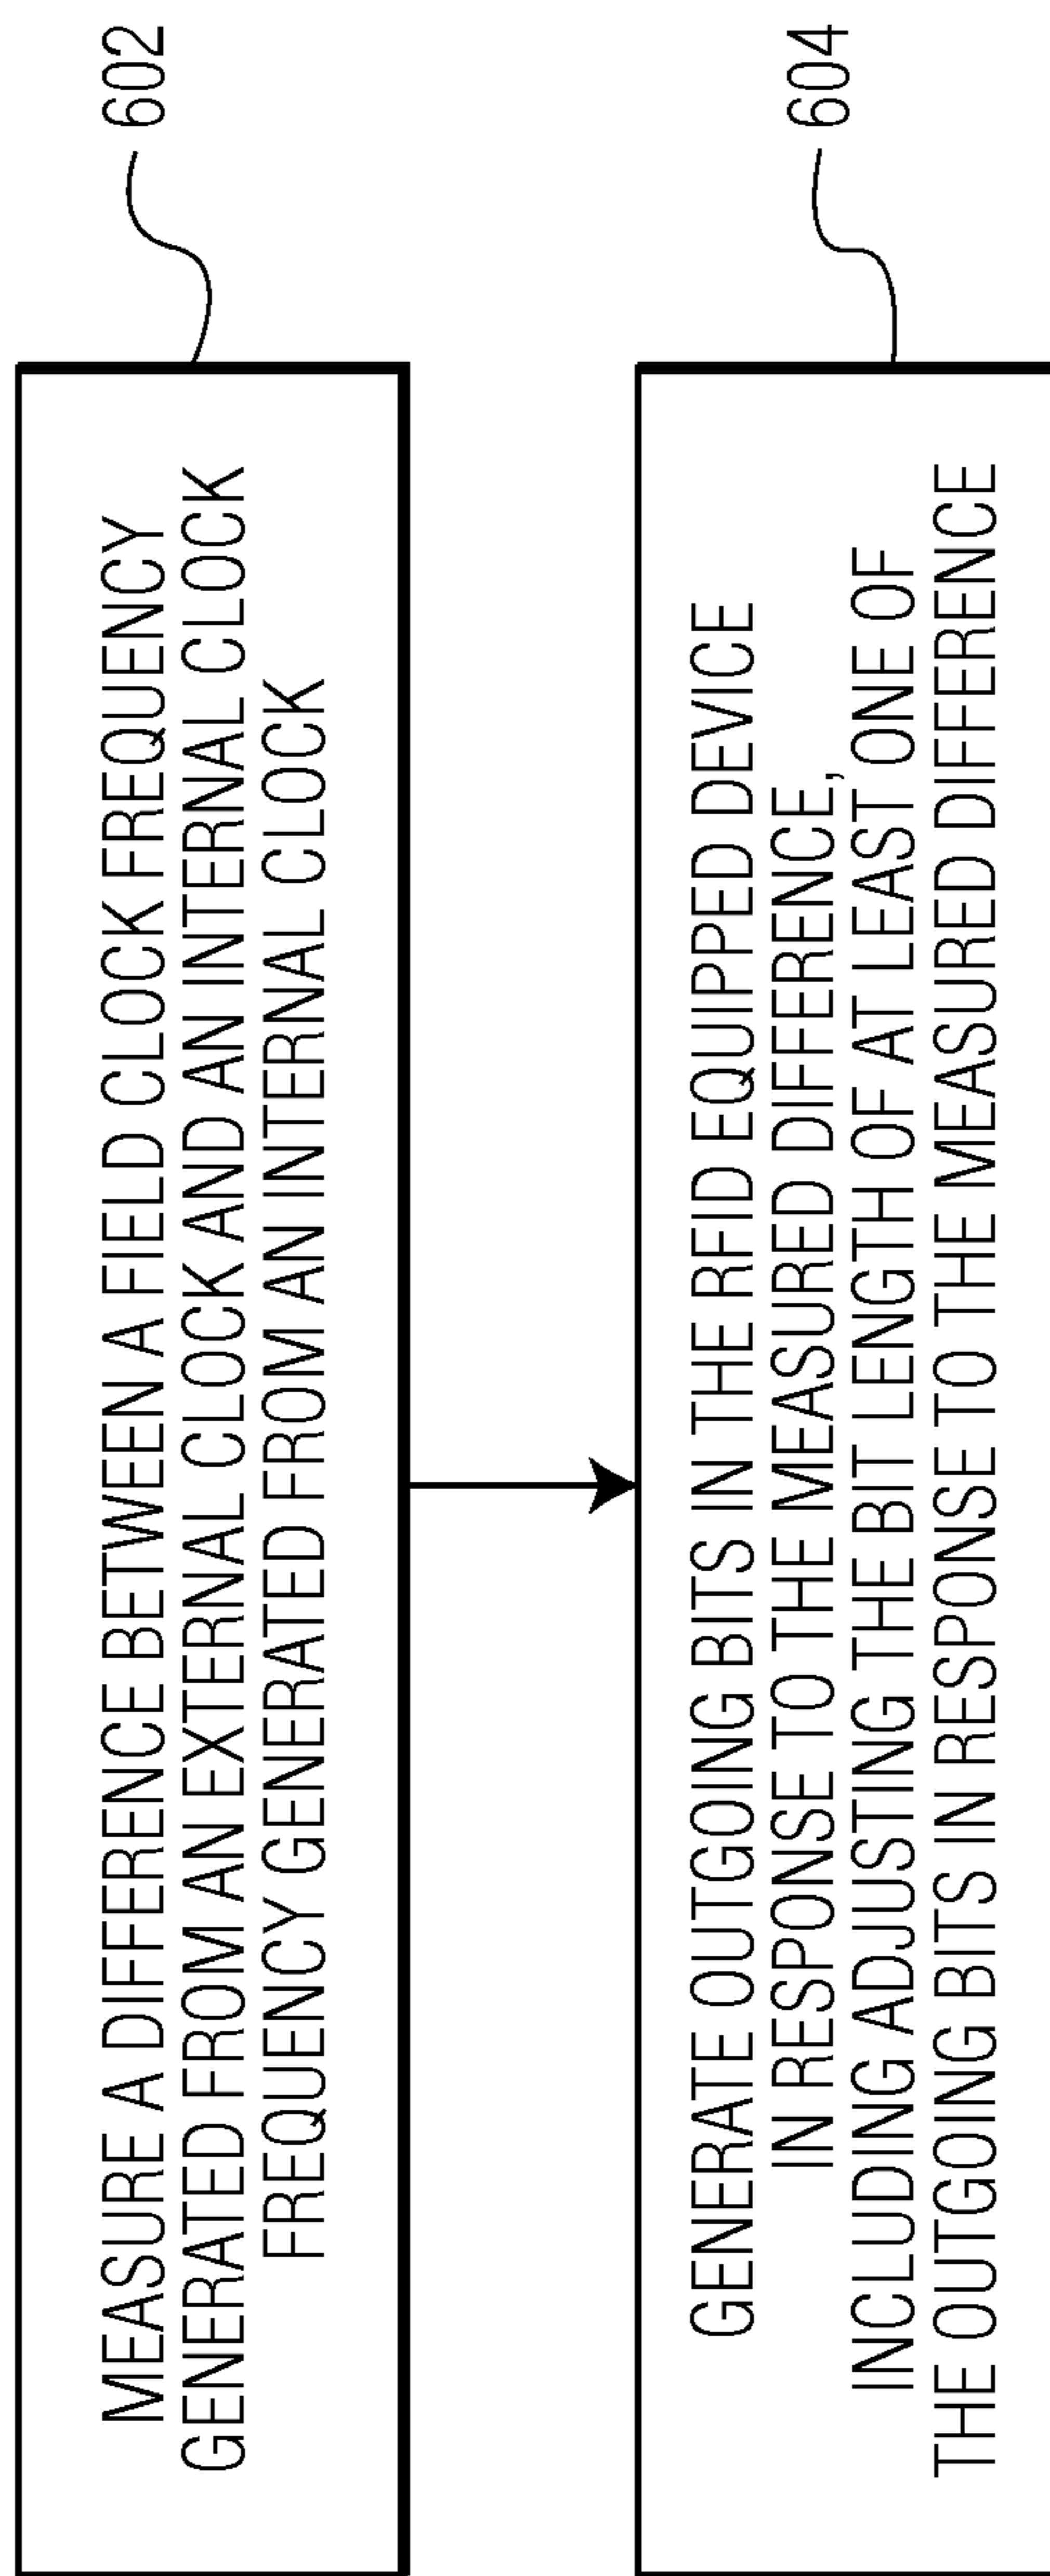 MEASURE A DIFFERENCE BETWEEN A FIELD CLOCK FREQUENCY
GENERATED FROM AN EXTERNAL CLOCK AND AN INTERNAL CLOCK
FREQUENCY GENERATED FROM AN INTERNAL CLOCK
602
GENERATE OUTGOING BITS IN THE RFID EQUIPPED DEVICE
IN RESPONSE TO THE MEASURED DIFFERENCE,
INCLUDING ADJUSTING THE BIT LENGTH OF AT LEAST ONE OF
THE OUTGOING BITS IN RESPONSE TO THE MEASURED DIFFERENCE
604